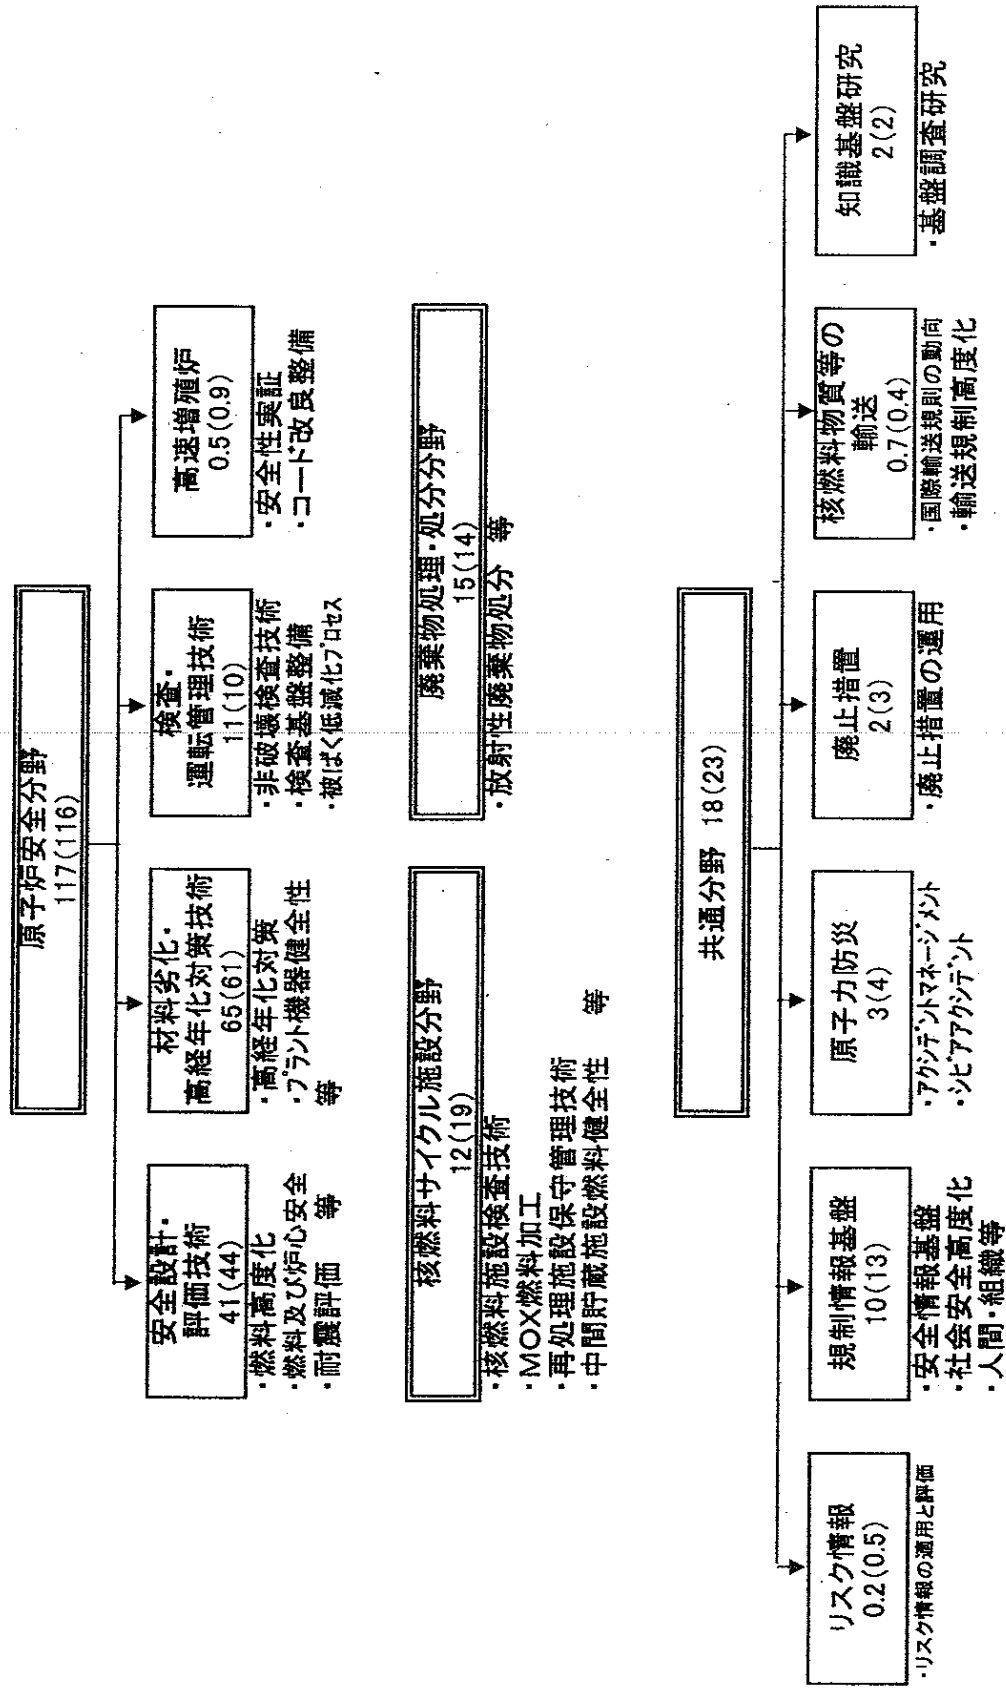 原子炉安全分野
117(116)
安全設計・
評価技術
41(44)
・燃料高度化
・燃料及び炉心安全
・耐震評価 等
材料劣化・
高経年化対策技術
65(61)
・高経年化対策
・プラント機器健全性
等
検査・
運転管理技術
11(10)
・非破壊検査技術
・検査基盤整備
・被ばく低減化プロセス
高速増殖炉
0.5(0.9)
・安全性実証
・コード改良整備
核燃料サイクル施設分野
12(19)
・核燃料施設検査技術
・MOX燃料加工
・再処理施設保守管理技術
・中間貯蔵施設燃料健全性 等
廃棄物処理・処分分野
15(14)
・放射性廃棄物処分 等
共通分野 18(23)
リスク情報
0.2(0.5)
・リスク情報の適用と評価
規制情報基盤
10(13)
・安全情報基盤
・社会安全高度化
・人間・組織等
原子力防災
3(4)
・アクシデントマネージメント
・シビアアクシデント
廃止措置
2(3)
・廃止措置の運用
核燃料物質等の
輸送
0.7(0.4)
・国際輸送規則の動向
・輸送規制高度化
知識基盤研究
2(2)
・基盤調査研究